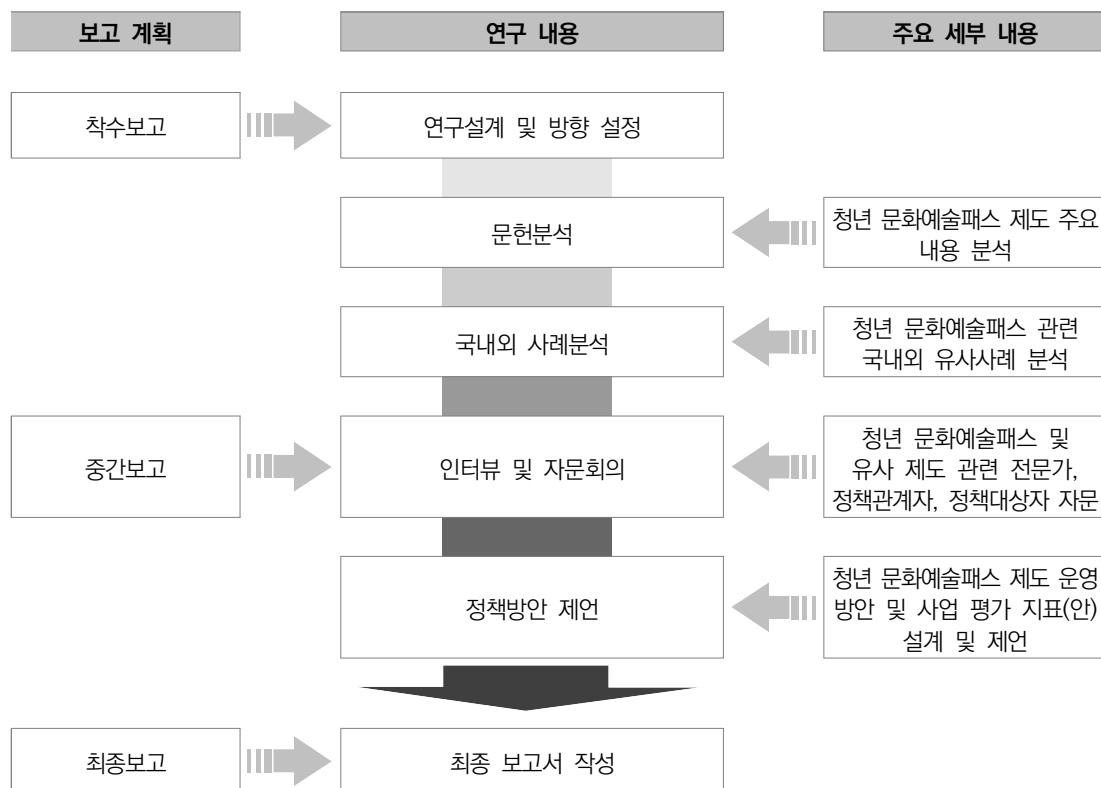 보고 계획
연구 내용
주요 세부 내용
착수보고
연구설계 및 방향 설정
문헌분석
청년 문화예술패스 제도 주요
내용 분석
국내외 사례분석
청년 문화예술패스 관련
국내외 유사사례 분석
중간보고
인터뷰 및 자문회의
청년 문화예술패스 및
유사 제도 관련 전문가,
정책관계자, 정책대상자 자문
정책방안 제언
청년 문화예술패스 제도 운영
방안 및 사업 평가 지표(안)
설계 및 제언
최종보고
최종 보고서 작성